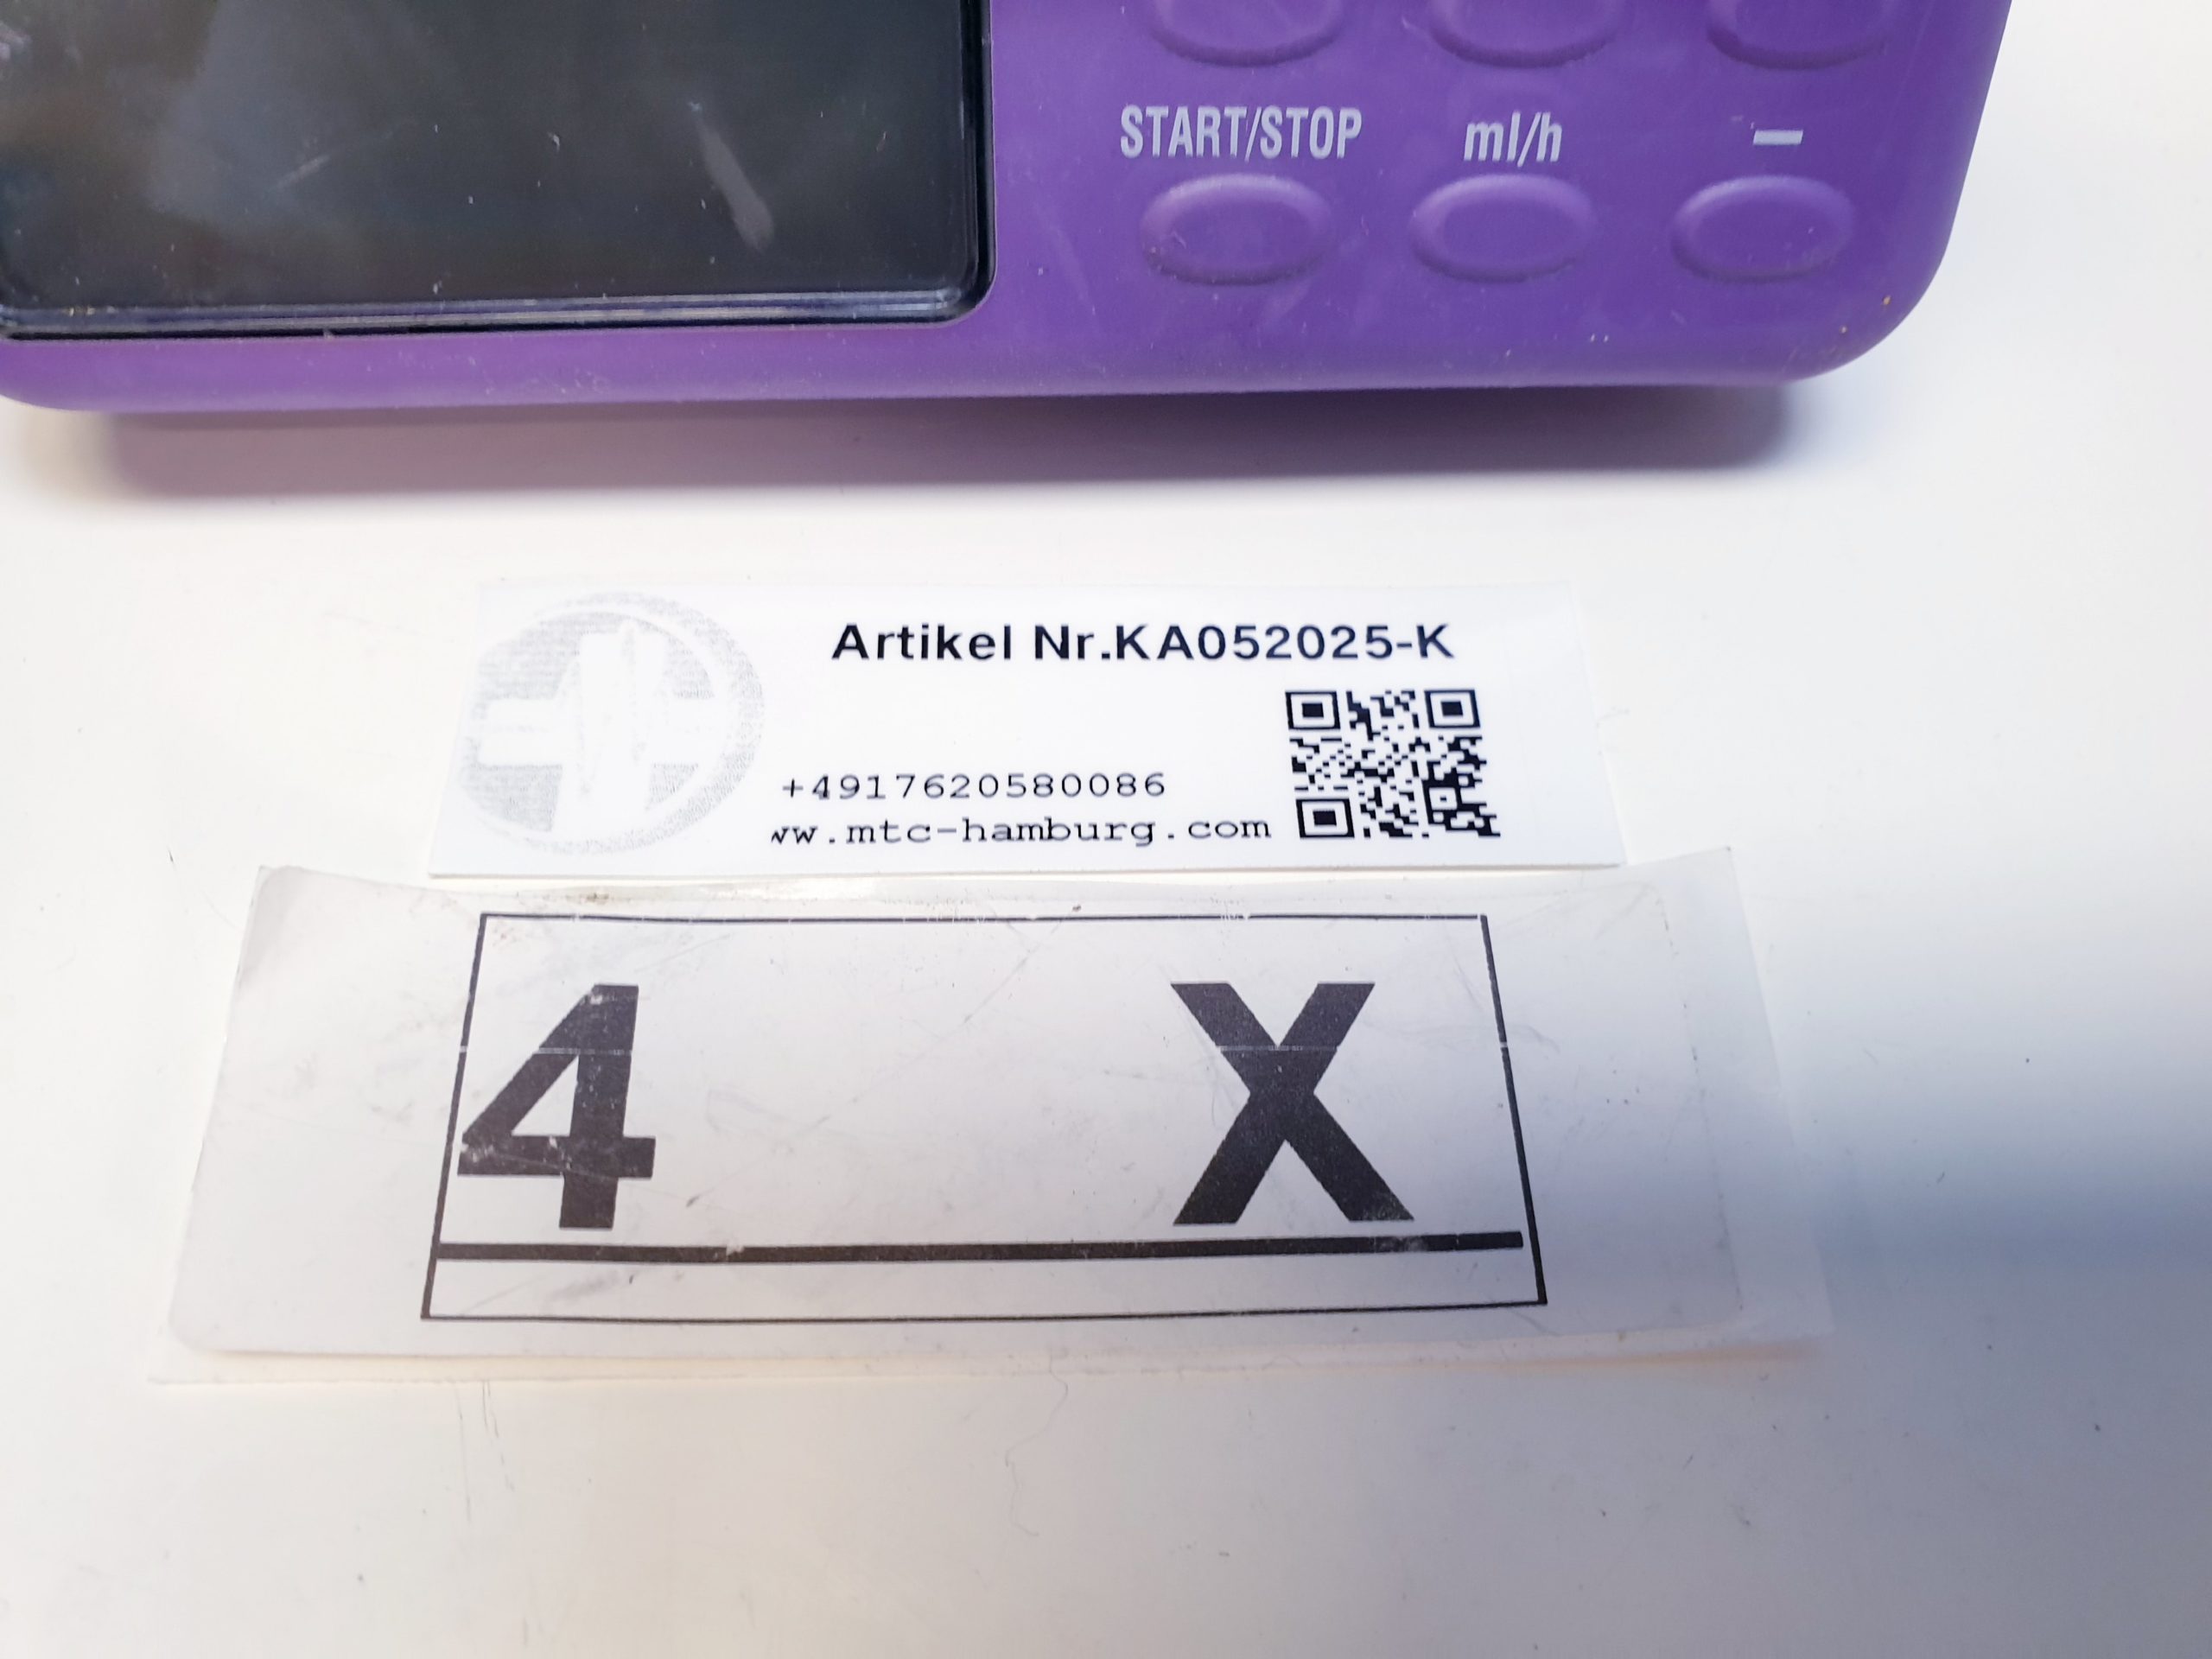 START/STOP ml/h –
Artikel Nr.KA052025-K
+4917620580086
ww.mtc-hamburg.com
4 X